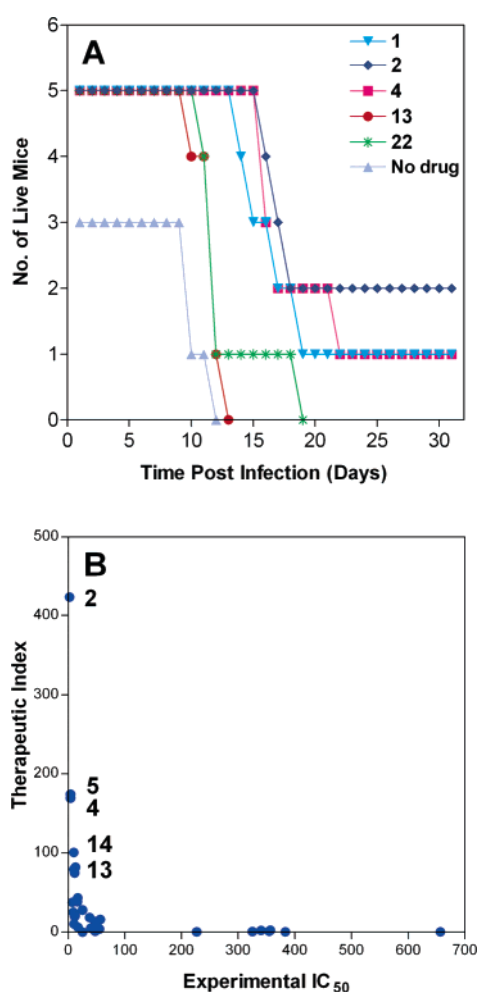 A
1
2
4
13
22
No drug
No. of Live Mice
6
5
4
3
2
1
0
0 5 10 15 20 25 30
Time Post Infection (Days)
B
Therapeutic Index
500
400
300
200
100
0
2
5
4
14
13
0 100 200 300 400 500 600 700
Experimental IC50